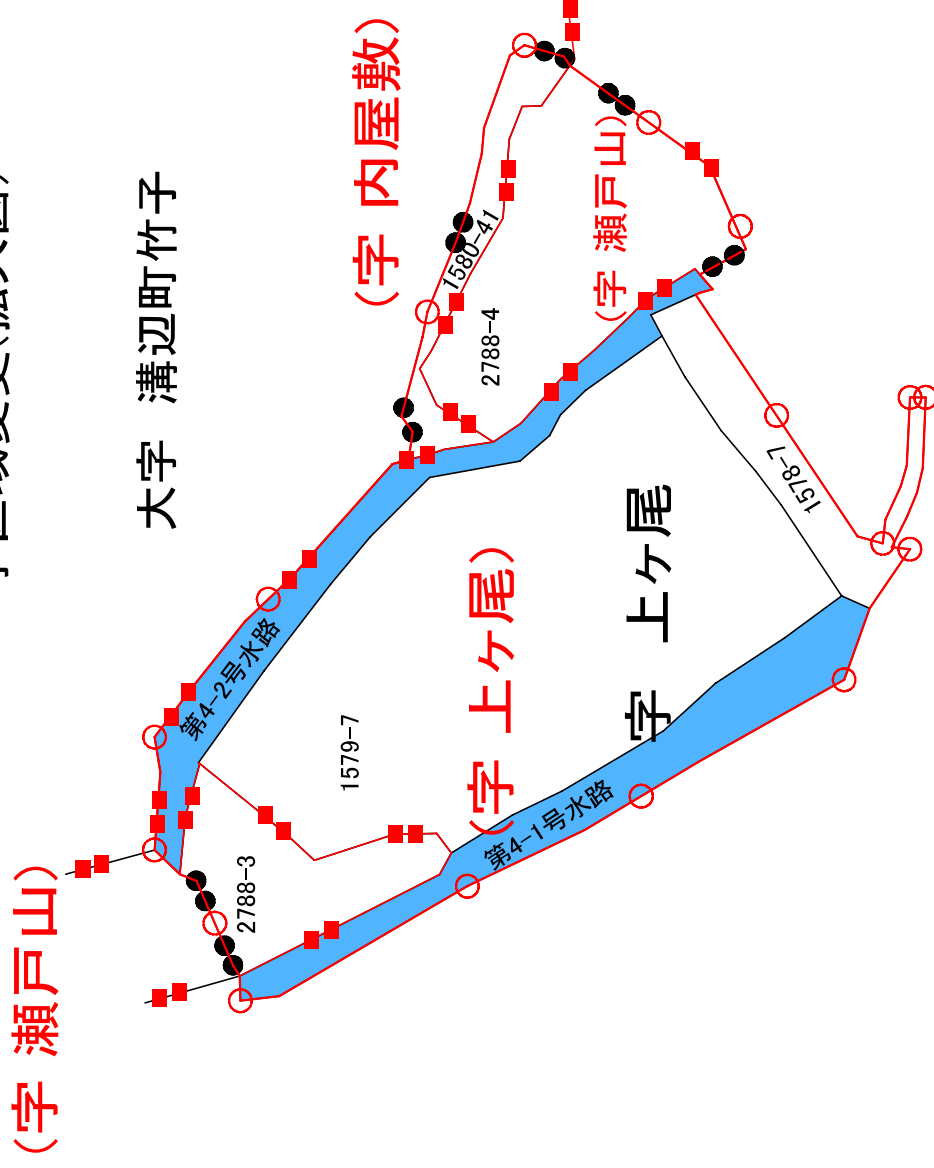 大字 溝辺町竹子
(字 内屋敷)
(字 瀬戸山)
1580-41
2788-4
1578-7
字 上ケ尾
(字 上ケ尾)
第4-2号水路
1579-7
第4-1号水路
2788-3
(字 瀬戸山)